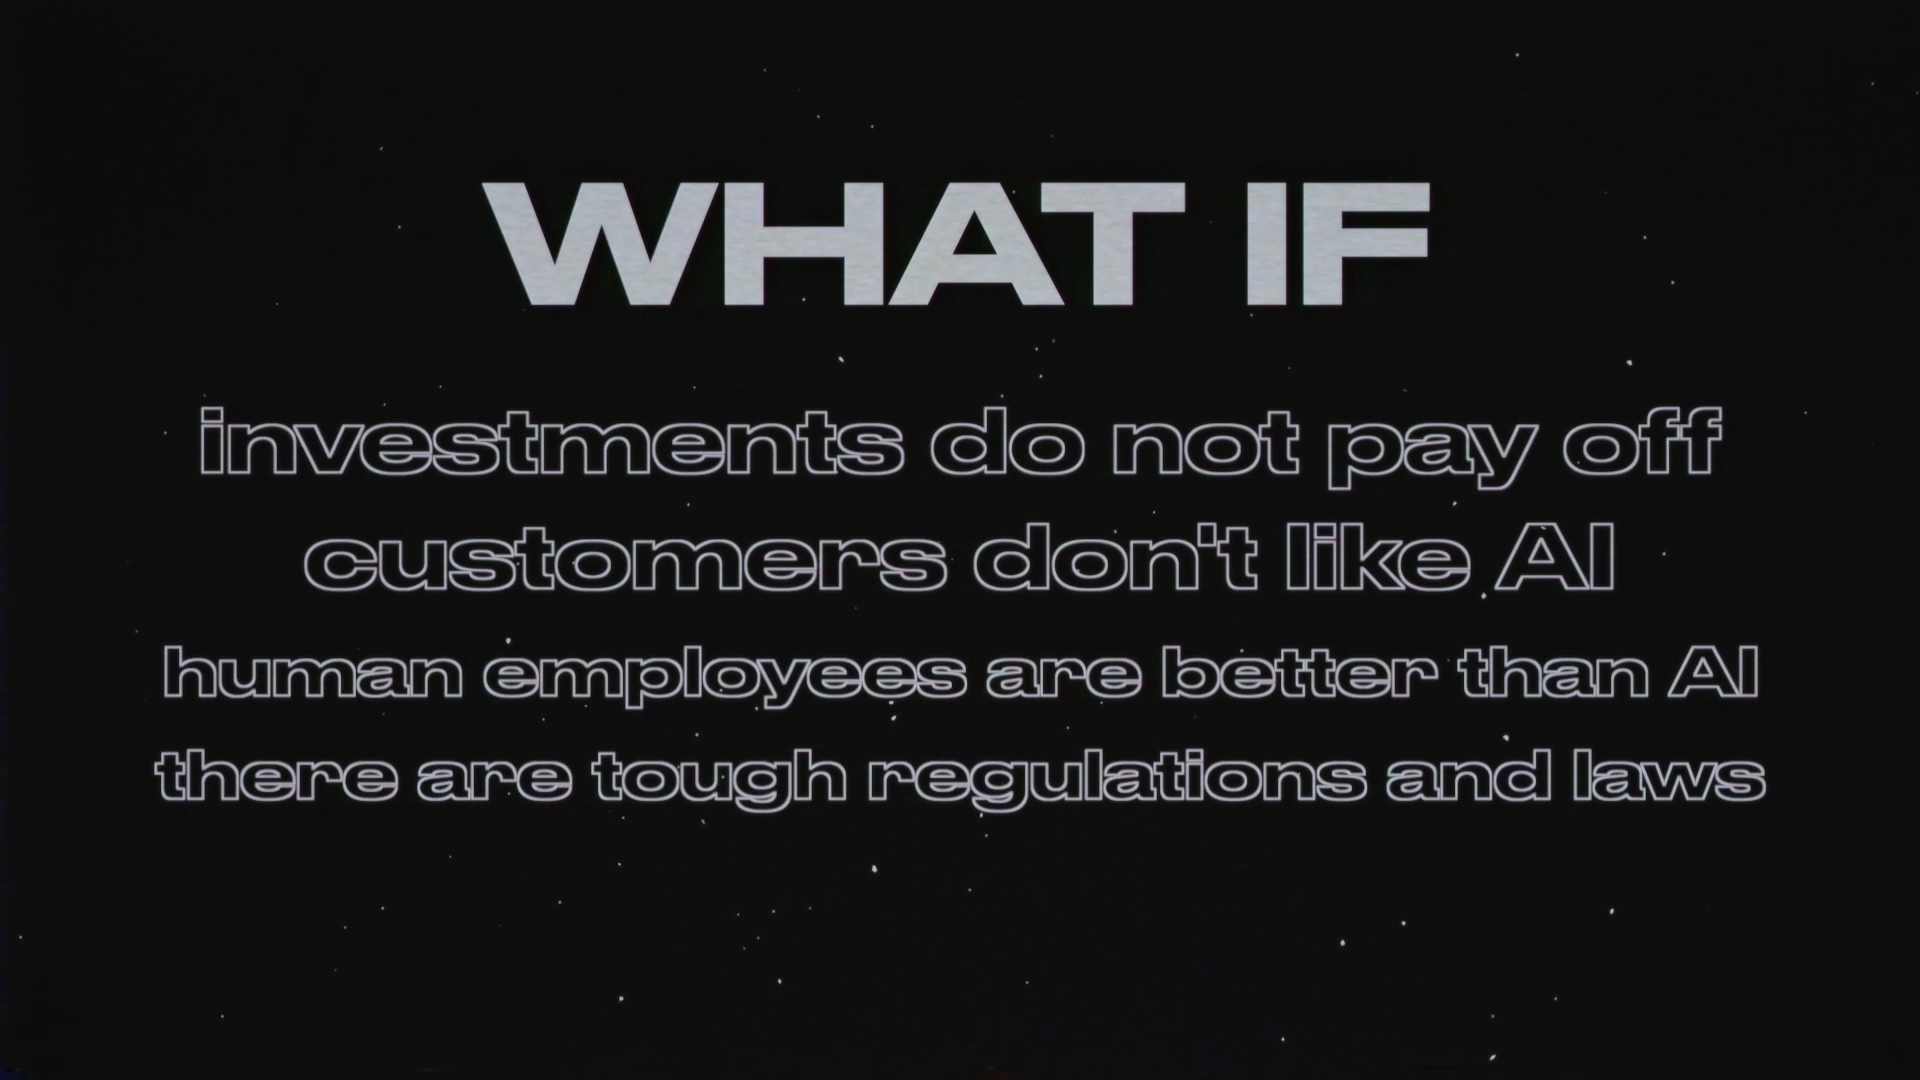 WHAT IF
investments do not pay off
customers don't like AI
human employees are better than AI
there are tough regulations and laws